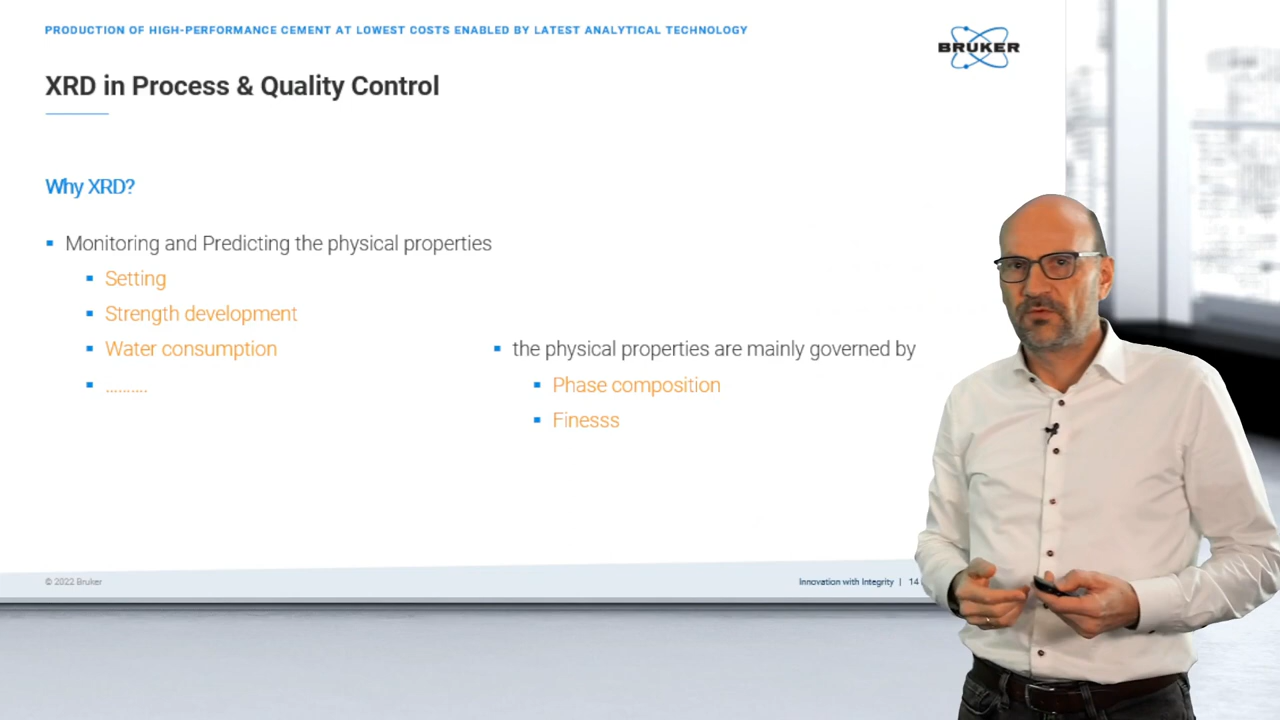 PRODUCTION OF HIGH-PERFORMANCE CEMENT AT LOWEST COSTS ENABLED BY LATEST ANALYTICAL TECHNOLOGY
BRUKER
XRD in Process & Quality Control
Why XRD?
Monitoring and Predicting the physical properties
Setting
Strength development
Water consumption
..........
the physical properties are mainly governed by
Phase composition
Finesss
© 2022 Bruker
Innovation with Integrity | 14